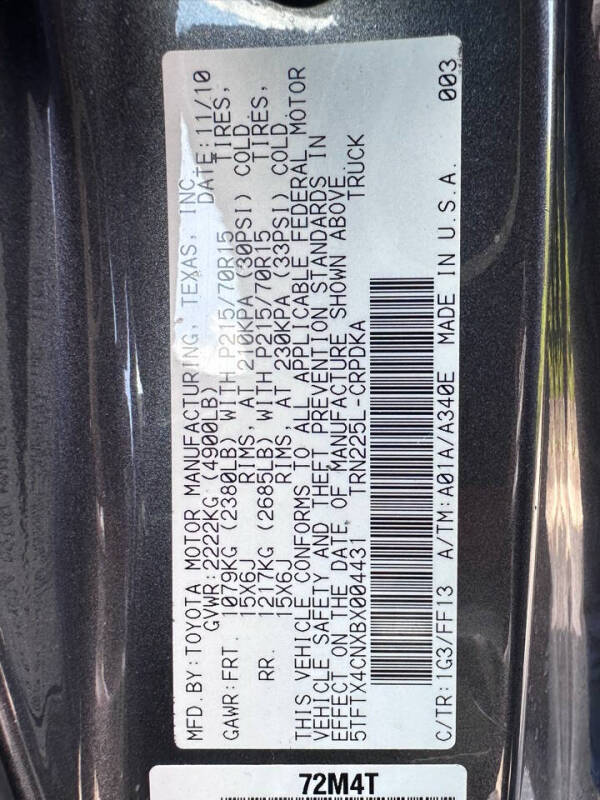 MFD. BY: TOYOTA MOTOR MANUFACTURING, TEXAS, INC.
GVWR: 2222KG (4900LB) DATE: 11/10
GAWR: FRT. 1079KG (2380LB) WITH P215/70R15 TIRES,
15X6J RIMS, AT 210KPA (30PSI) COLD
RR. 1217KG (2685LB) WITH P215/70R15 TIRES,
15X6J RIMS, AT 230KPA (33PSI) COLD
THIS VEHICLE CONFORMS TO ALL APPLICABLE FEDERAL MOTOR
VEHICLE SAFETY AND THEFT PREVENTION STANDARDS IN
EFFECT ON THE DATE OF MANUFACTURE SHOWN ABOVE.
5TFTX4CNXBX004431 TRN225L-CRPDKA TRUCK
C/TR: 1G3/FF13 A/TM: A01A/A340E MADE IN U.S.A. 003
72M4T